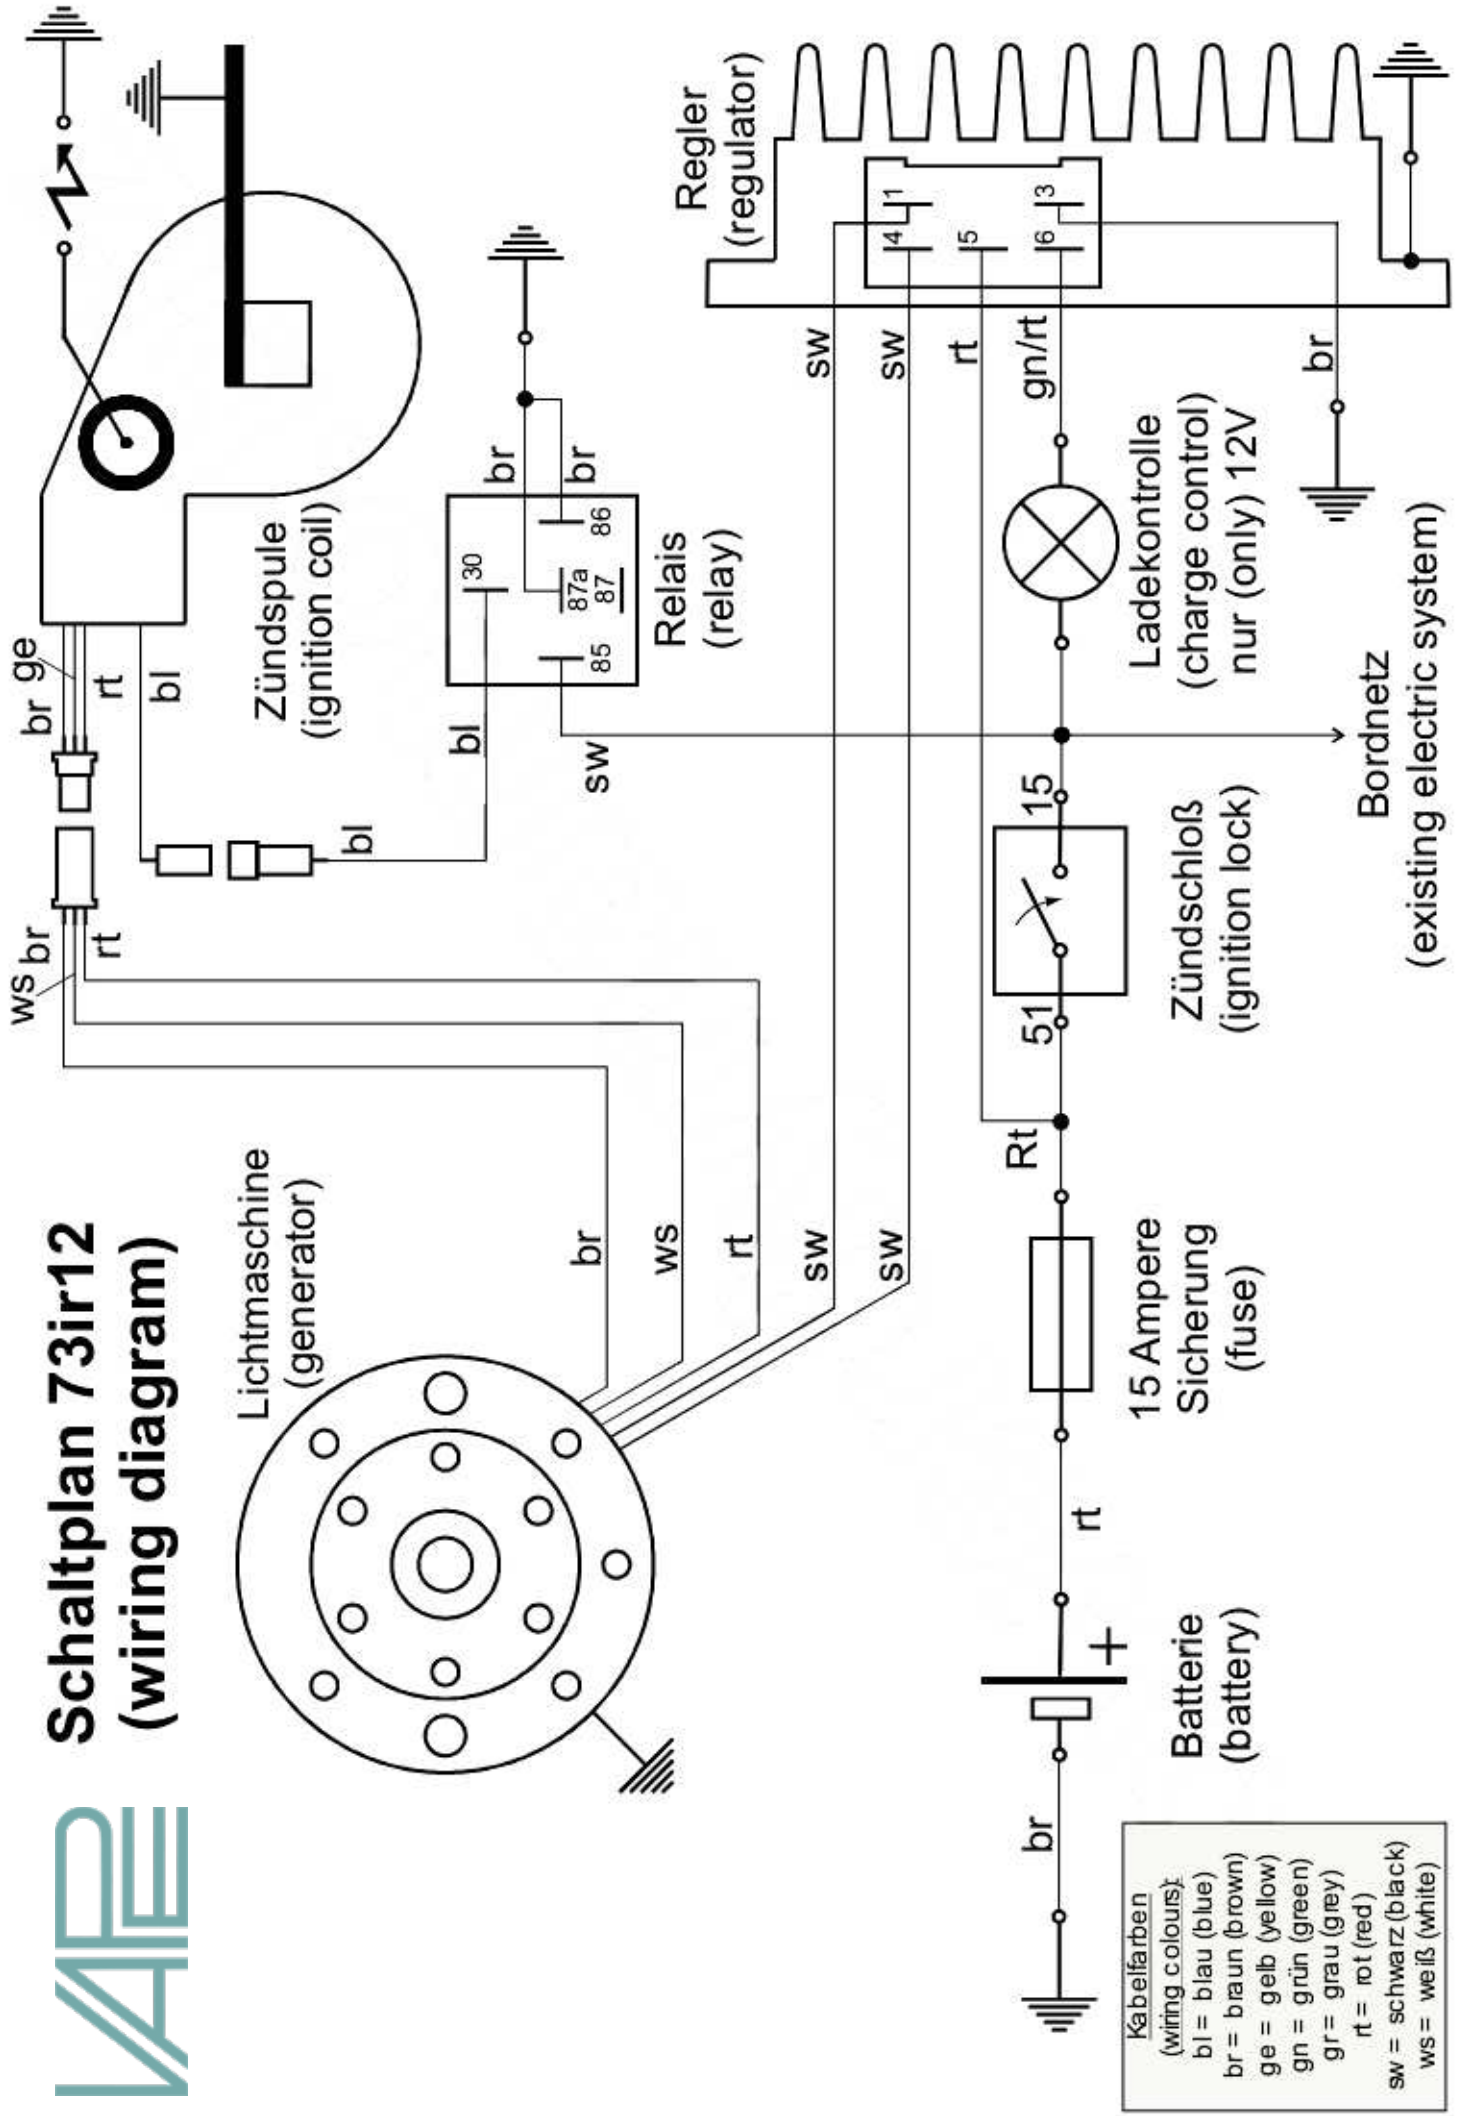 VAPE
Schaltplan 73ir12
(wiring diagram)
Lichtmaschine
(generator)
ws
br
rt
br
ge
rt
bl
Zündspule
(ignition coil)
bl
bl
br
ws
rt
sw
sw
sw
30
85
87a
87
86
br
br
Relais
(relay)
Regler
(regulator)
1
4
5
3
6
sw
sw
rt
gn/rt
br
br
Batterie
(battery)
+
rt
15 Ampere
Sicherung
(fuse)
Rt
51
15
Zündschloß
(ignition lock)
Ladekontrolle
(charge control)
nur (only) 12V
Bordnetz
(existing electric system)
Kabelfarben
(wiring colours):
bl = blau (blue)
br = braun (brown)
ge = gelb (yellow)
gn = grün (green)
gr = grau (grey)
rt = rot (red)
sw = schwarz (black)
ws = weiß (white)